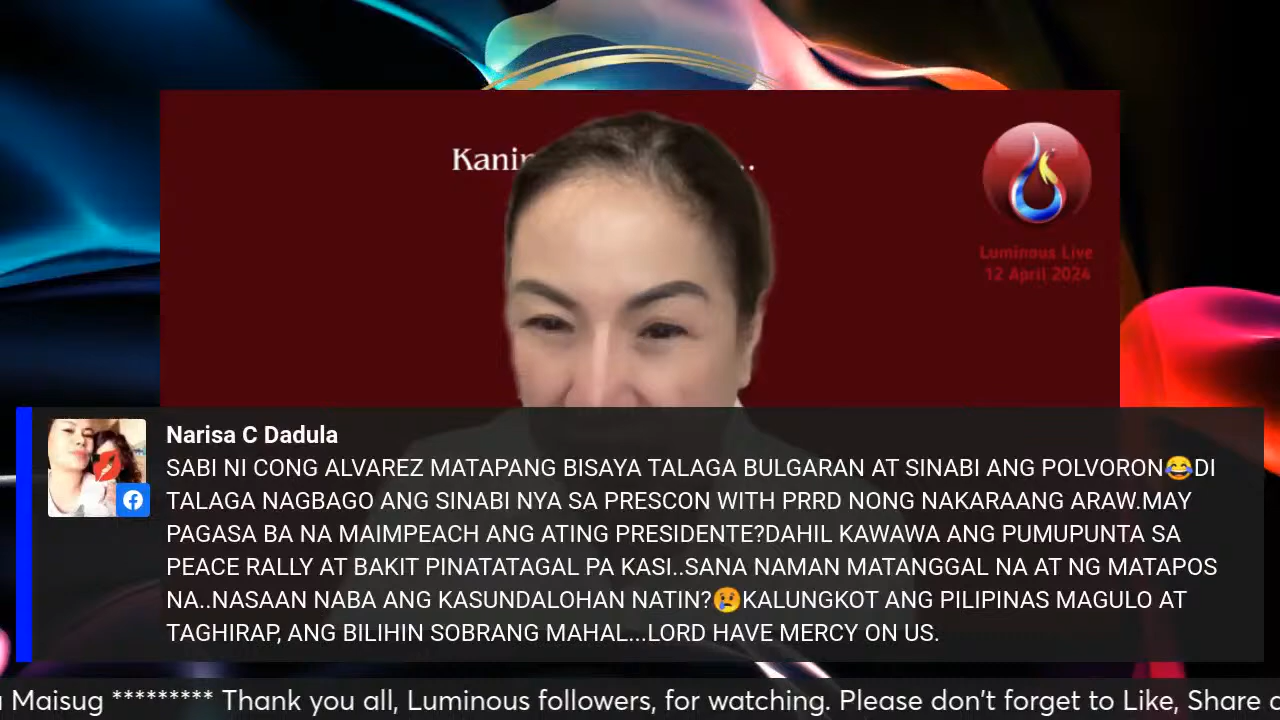 Luminous Live
12 April 2024
Narisa C Dadula
SABI NI CONG ALVAREZ MATAPANG BISAYA TALAGA BULGARAN AT SINABI ANG POLVORON😂DI
TALAGA NAGBAGO ANG SINABI NYA SA PRESCON WITH PRRD NONG NAKARAANG ARAW.MAY
PAGASA BA NA MAIMPEACH ANG ATING PRESIDENTE?DAHIL KAWAWA ANG PUMUPUNTA SA
PEACE RALLY AT BAKIT PINATATAGAL PA KASI..SANA NAMAN MATANGGAL NA AT NG MATAPOS
NA..NASAAN NABA ANG KASUNDALOHAN NATIN?😢KALUNGKOT ANG PILIPINAS MAGULO AT
TAGHIRAP, ANG BILIHIN SOBRANG MAHAL...LORD HAVE MERCY ON US.
Maisug ********* Thank you all, Luminous followers, for watching. Please don't forget to Like, Share